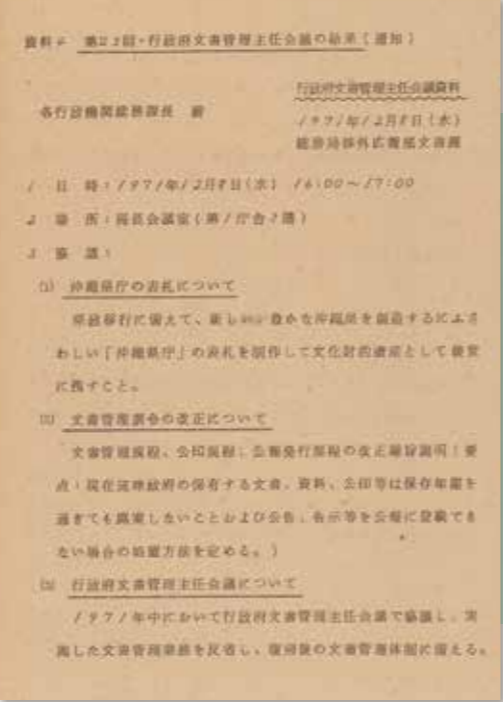 資料4 第23回・行政府文書管理主任会議の結果(通知)
行政府文書管理主任会議資料
各行政機関総務課長 殿
1971年12月8日(水)
総務局渉外広報部文書課
1 日 時:1971年12月8日(水) 16:00~17:00
2 場 所:局長会議室(第1庁舎3階)
3 協 議:
(1) 沖縄県庁の表札について
県政移行に備えて、新しい 豊かな沖縄県を創造するにふさ
わしい「沖縄県庁」の表札を制作して文化財的遺産として後世
に残すこと。
(2) 文書管理訓令の改正について
文書管理規程、公印規程、公報発行規程の改正趣旨説明(要
点:現在琉球政府の保有する文書、資料、公印等は保存年限を
過ぎても廃棄しないことおよび公告、告示等を公報に登載でき
ない場合の処置方法を定める。)
(3) 行政府文書管理主任会議について
1971年中において行政府文書管理主任会議で協議し、実
施した文書管理業務を反省し、復帰後の文書管理体制に備える。